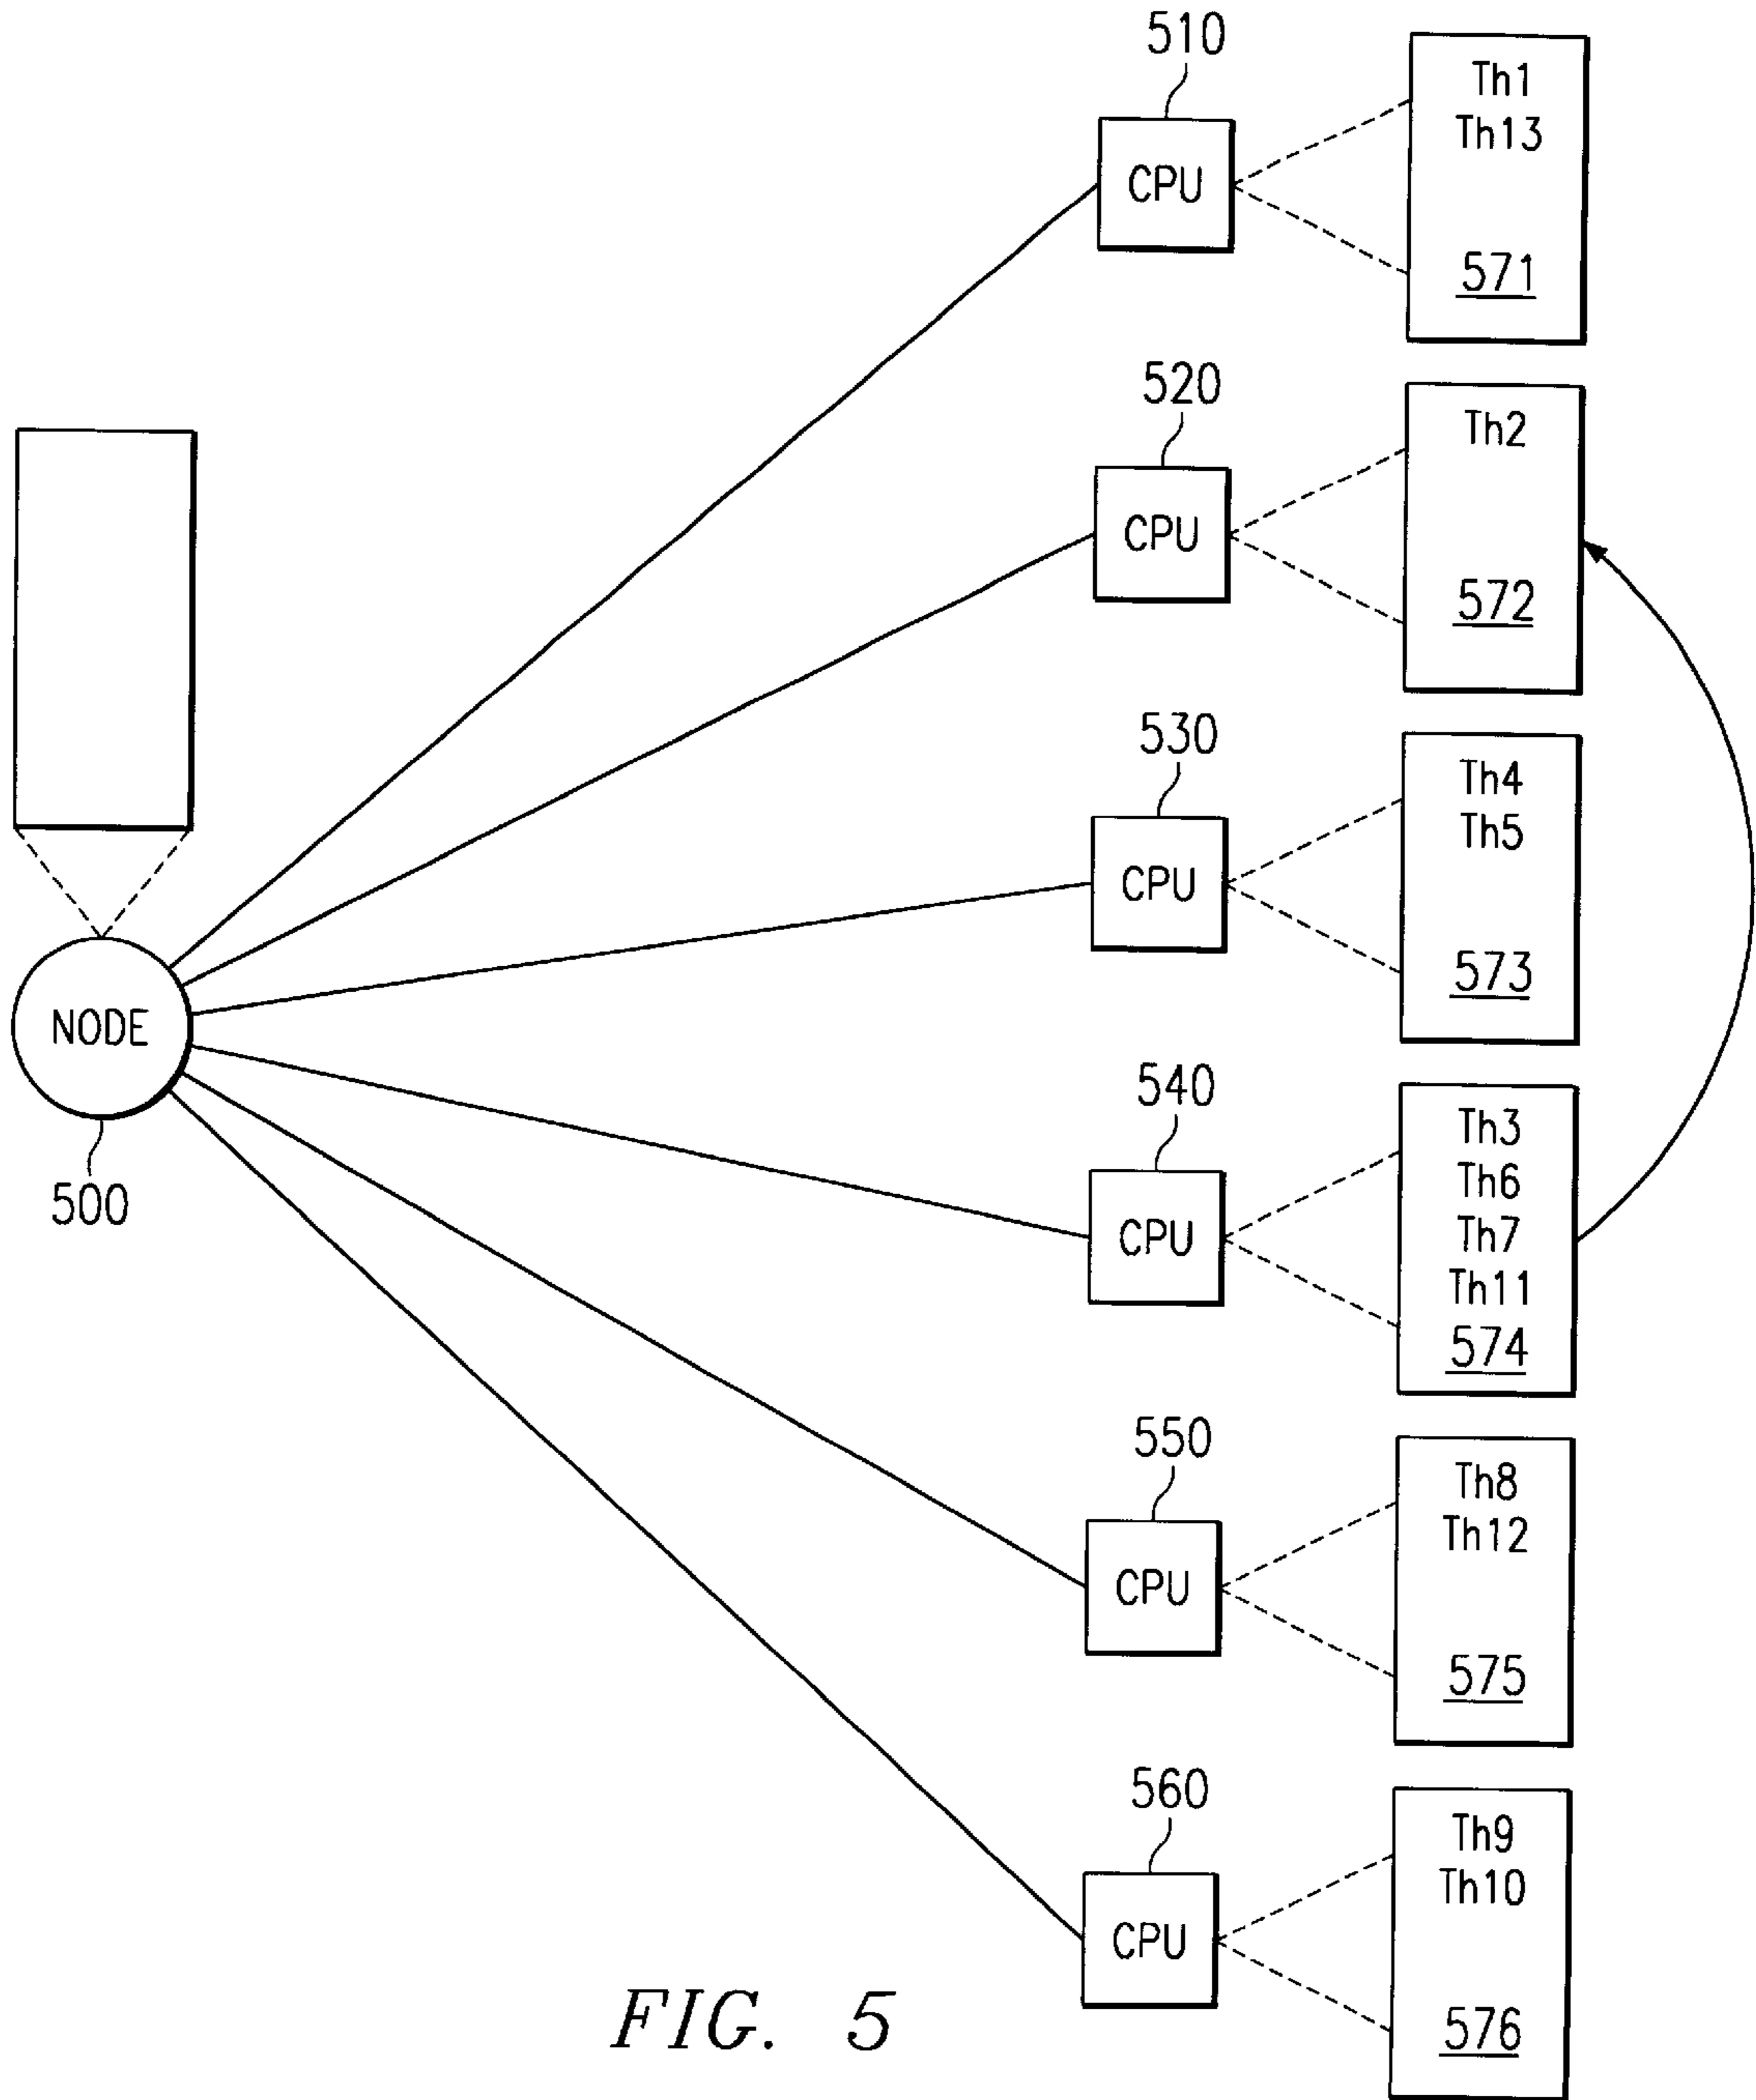 510
Th1
Th13
CPU
571
520
Th2
CPU
572
530
Th4
Th5
CPU
573
NODE
500
540
Th3
Th6
Th7
Th11
CPU
574
550
Th8
Th12
CPU
575
560
Th9
Th10
CPU
576
FIG. 5